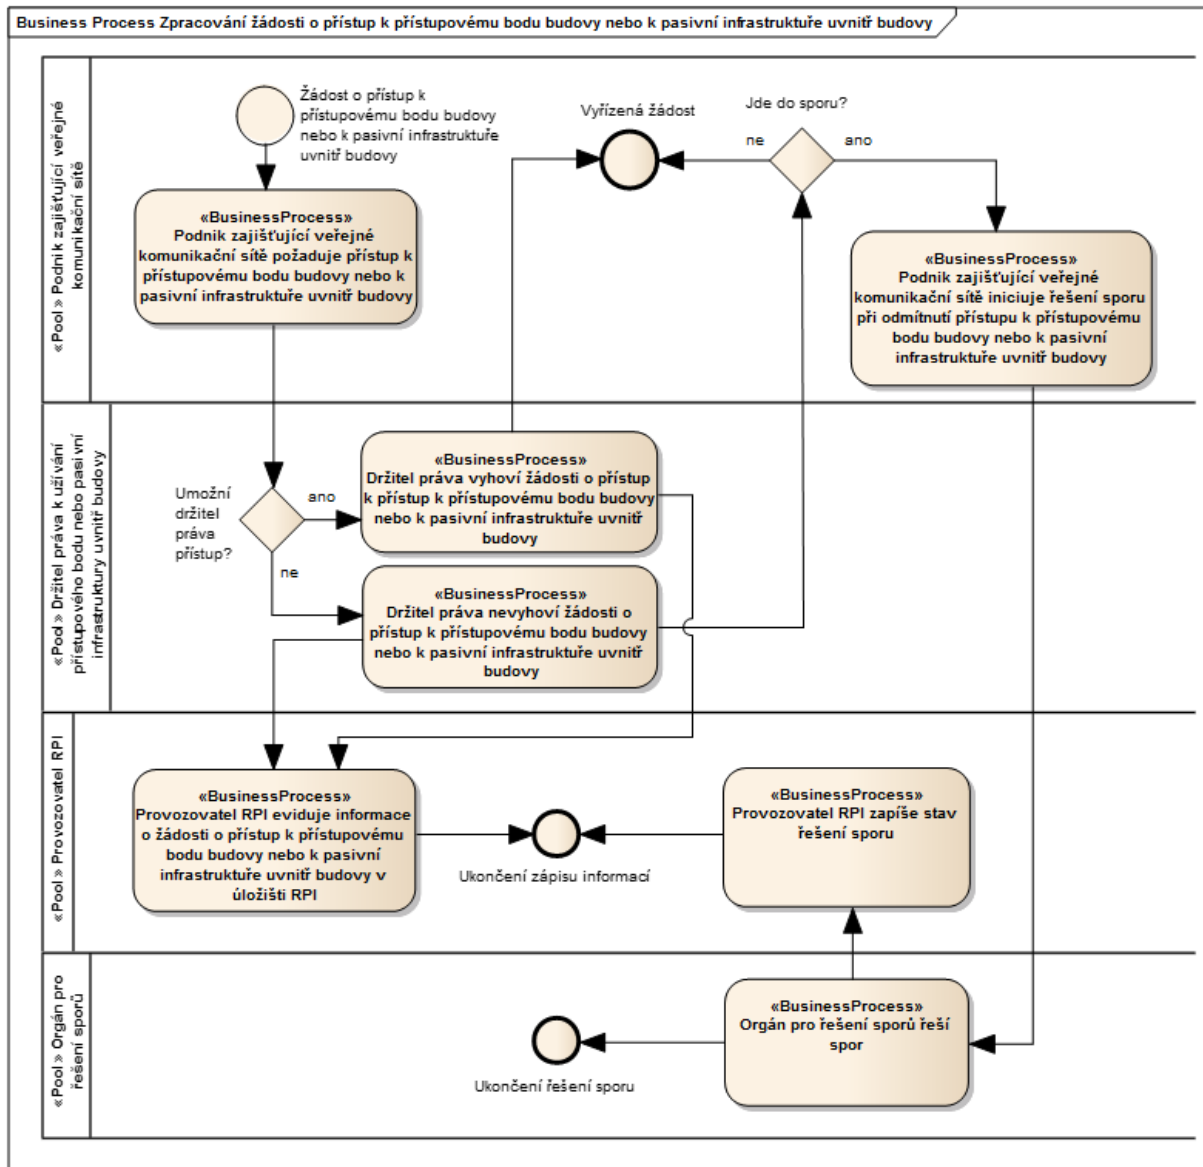 Business Process Zpracování žádosti o přístup k přístupovému bodu budovy nebo k pasivní infrastruktuře uvnitř budovy
«Pool» Podnik zajišťující veřejné
komunikační sítě
Žádost o přístup k
přístupovému bodu budovy
nebo k pasivní infrastruktuře
uvnitř budovy
Vyřízená žádost
Jde do sporu?
ne
ano
«BusinessProcess»
Podnik zajišťující veřejné
komunikační sítě požaduje přístup k
přístupovému bodu budovy nebo k
pasivní infrastruktuře uvnitř budovy
«BusinessProcess»
Podnik zajišťující veřejné
komunikační sítě iniciuje řešení sporu
při odmítnutí přístupu k přístupovému
bodu budovy nebo k pasivní
infrastruktuře uvnitř budovy
«Pool» Držitel práva k užívání
přístupového bodu nebo pasivní
infrastruktury uvnitř budovy
Umožní
držitel
práva
přístup?
ano
ne
«BusinessProcess»
Držitel práva vyhoví žádosti o přístup
k přístup k přístupovému bodu budovy
nebo k pasivní infrastruktuře uvnitř
budovy
«BusinessProcess»
Držitel práva nevyhoví žádosti o
přístup k přístupovému bodu budovy
nebo k pasivní infrastruktuře uvnitř
budovy
«Pool» Provozovatel RPI
«BusinessProcess»
Provozovatel RPI eviduje informace
o žádosti o přístup k přístupovému
bodu budovy nebo k pasivní
infrastruktuře uvnitř budovy v
úložišti RPI
Ukončení zápisu informací
«BusinessProcess»
Provozovatel RPI zapíše stav
řešení sporu
«Pool» Orgán pro
řešení sporů
Ukončení řešení sporu
«BusinessProcess»
Orgán pro řešení sporů řeší
spor